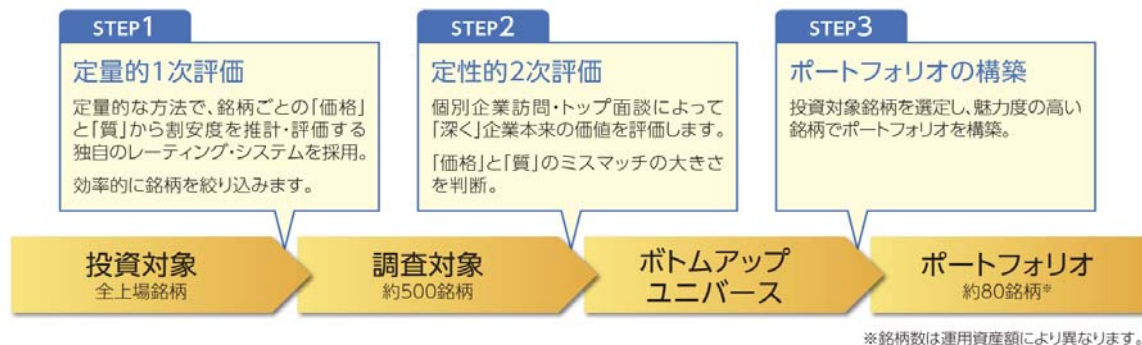 STEP1
定量的1次評価
定量的な方法で、銘柄ごとの「価格」
と「質」から割安度を推計・評価する
独自のレーティング・システムを採用。
効率的に銘柄を絞り込みます。
STEP2
定性的2次評価
個別企業訪問・トップ面談によって
「深く」企業本来の価値を評価します。
「価格」と「質」のミスマッチの大きさ
を判断。
STEP3
ポートフォリオの構築
投資対象銘柄を選定し、魅力度の高い
銘柄でポートフォリオを構築。
投資対象
全上場銘柄
調査対象
約500銘柄
ボトムアップ
ユニバース
ポートフォリオ
約80銘柄※
※銘柄数は運用資産額により異なります。